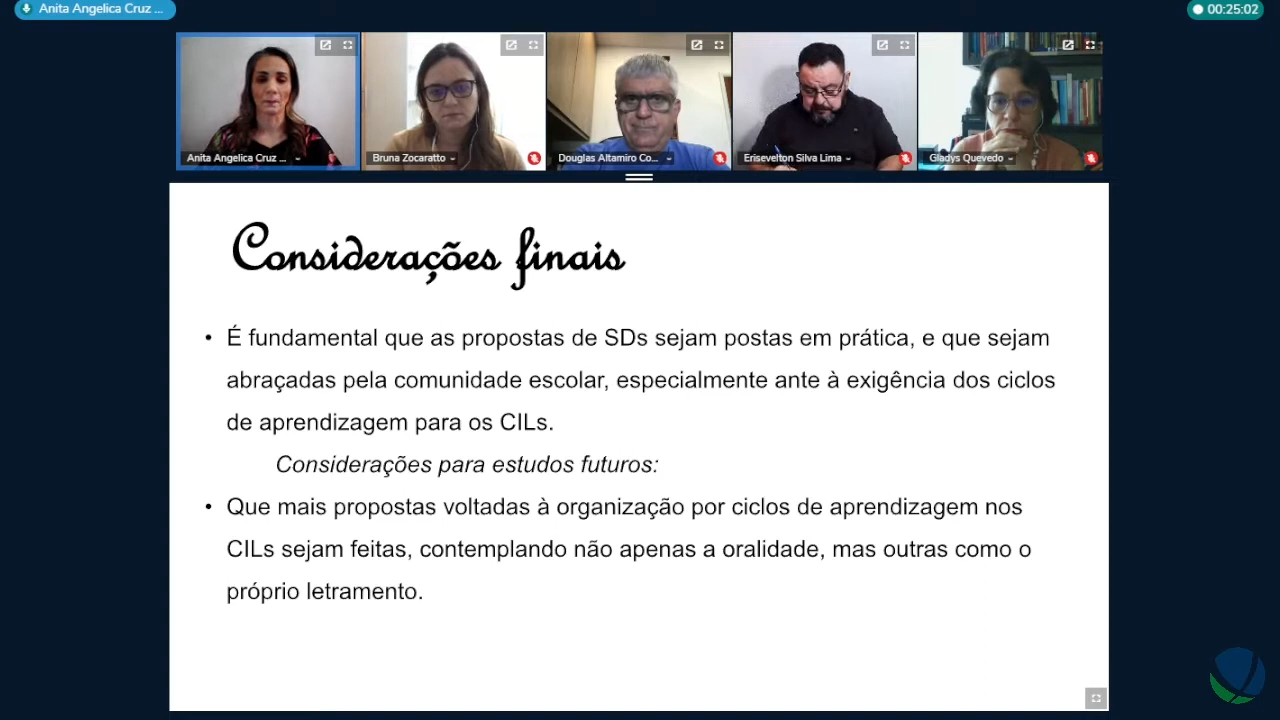 Anita Angelica Cruz ...
00:25:02
Anita Angelica Cruz ...
Bruna Zocaratto
Douglas Altamiro Co...
Erisevelton Silva Lima
Gladys Quevedo
Considerações finais
• É fundamental que as propostas de SDs sejam postas em prática, e que sejam
abraçadas pela comunidade escolar, especialmente ante à exigência dos ciclos
de aprendizagem para os CILs.
Considerações para estudos futuros:
• Que mais propostas voltadas à organização por ciclos de aprendizagem nos
CILs sejam feitas, contemplando não apenas a oralidade, mas outras como o
próprio letramento.